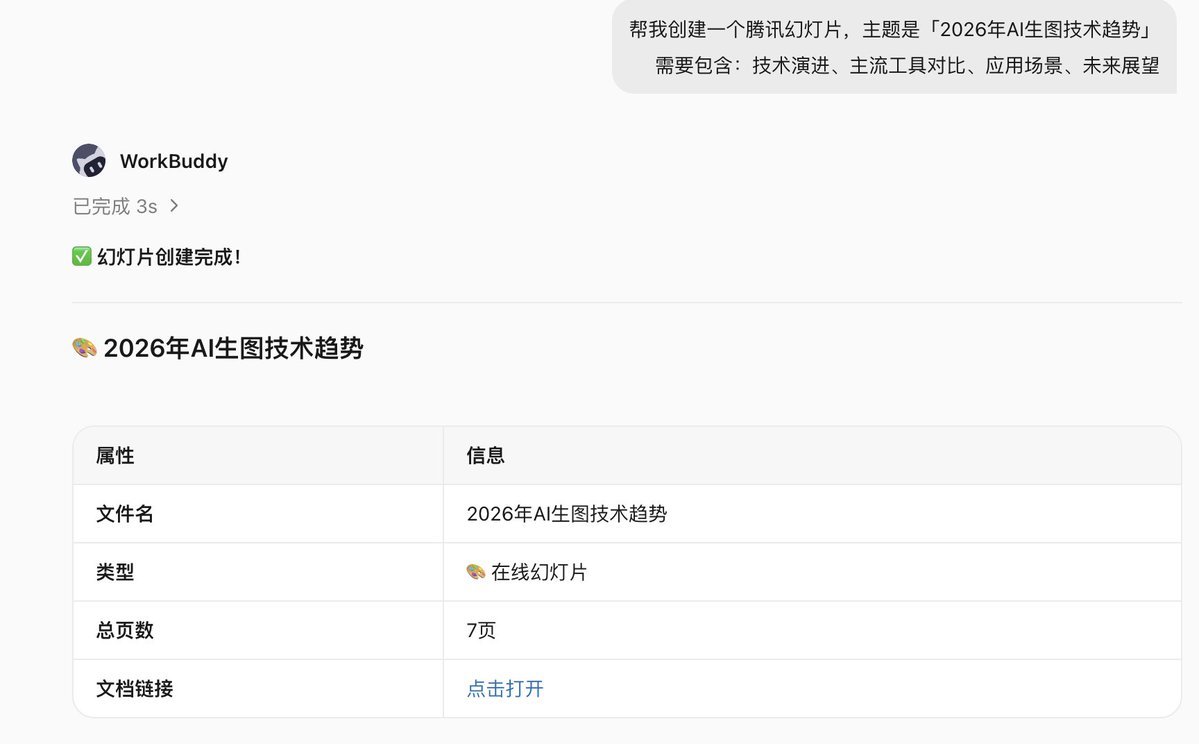 帮我创建一个腾讯幻灯片，主题是「2026年AI生图技术趋势」
需要包含：技术演进、主流工具对比、应用场景、未来展望
WorkBuddy
已完成 3s >
✅ 幻灯片创建完成！
🎨 2026年AI生图技术趋势
属性 信息
文件名 2026年AI生图技术趋势
类型 🎨 在线幻灯片
总页数 7页
文档链接 点击打开